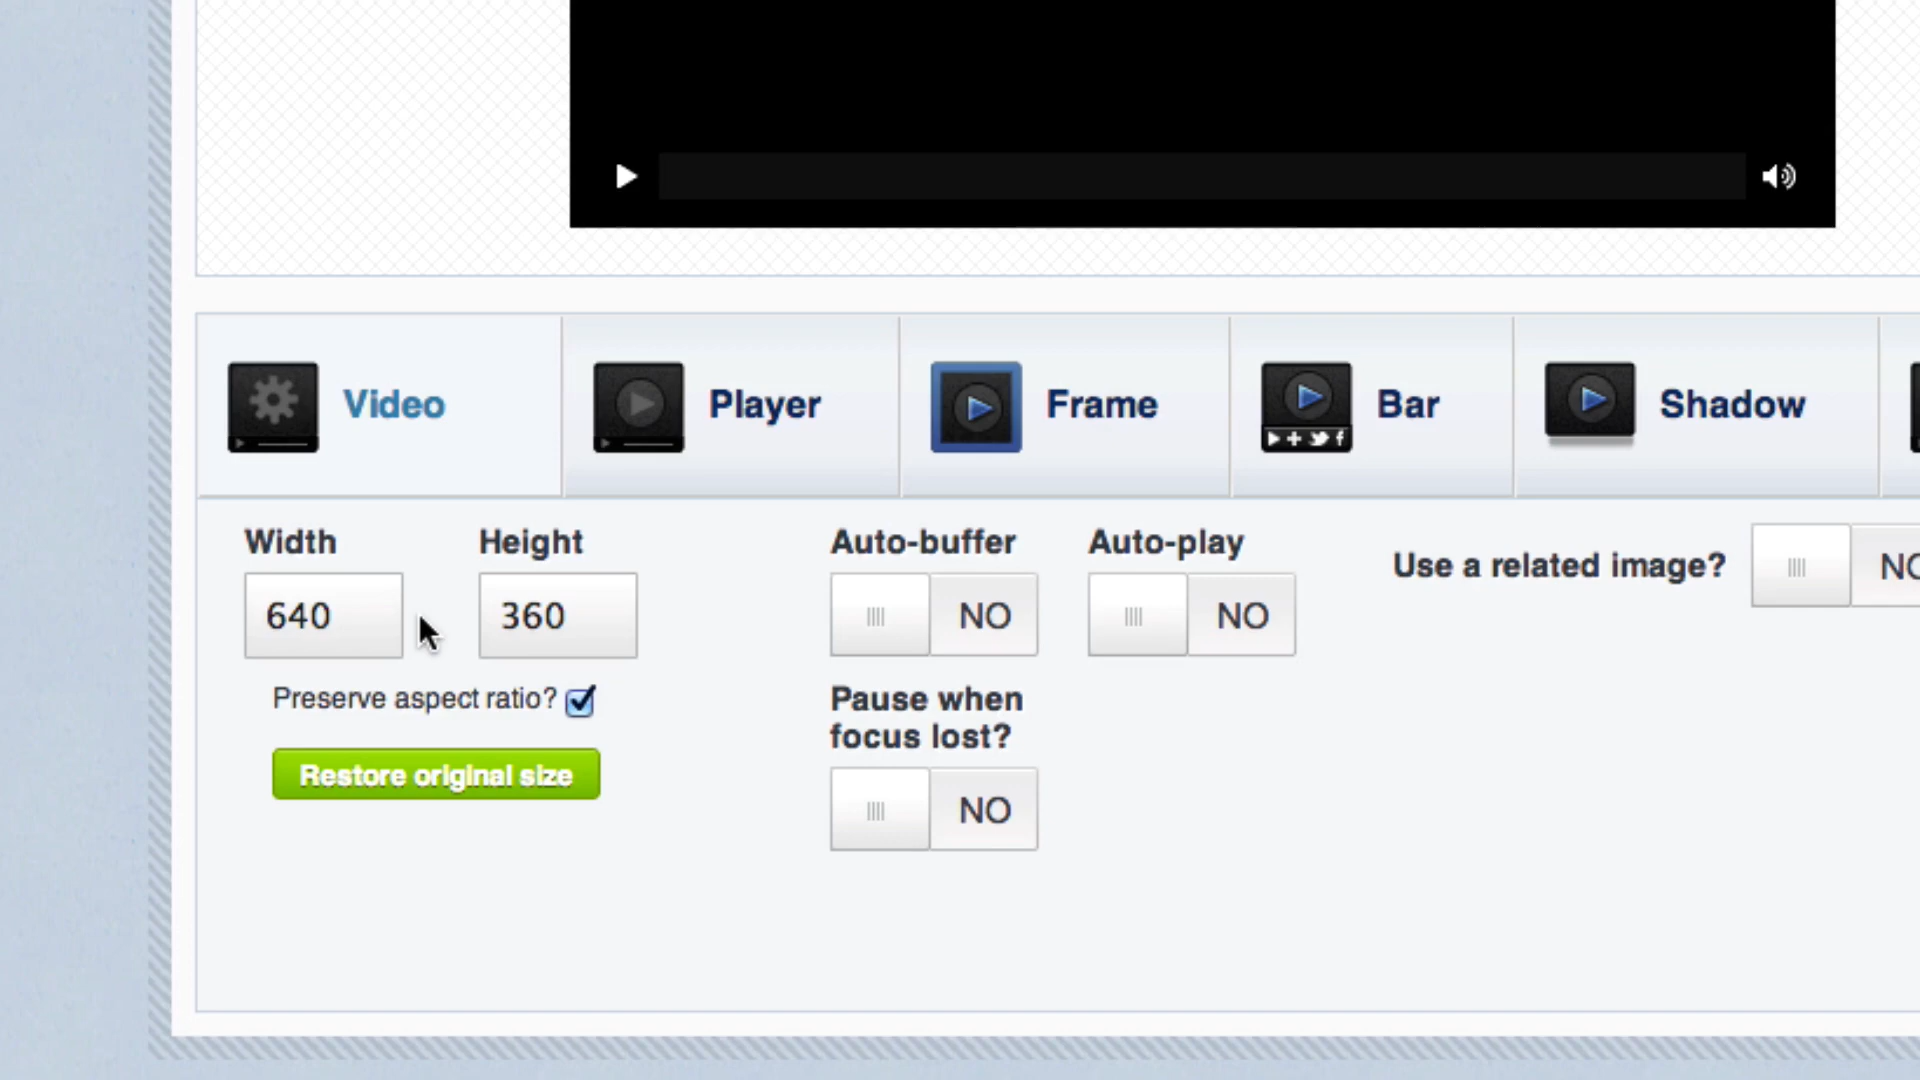 Video
Player
Frame
Bar
Shadow
Width
Height
Auto-buffer
Auto-play
Use a related image?
640
360
NO
NO
Preserve aspect ratio?
Pause when
focus lost?
Restore original size
NO